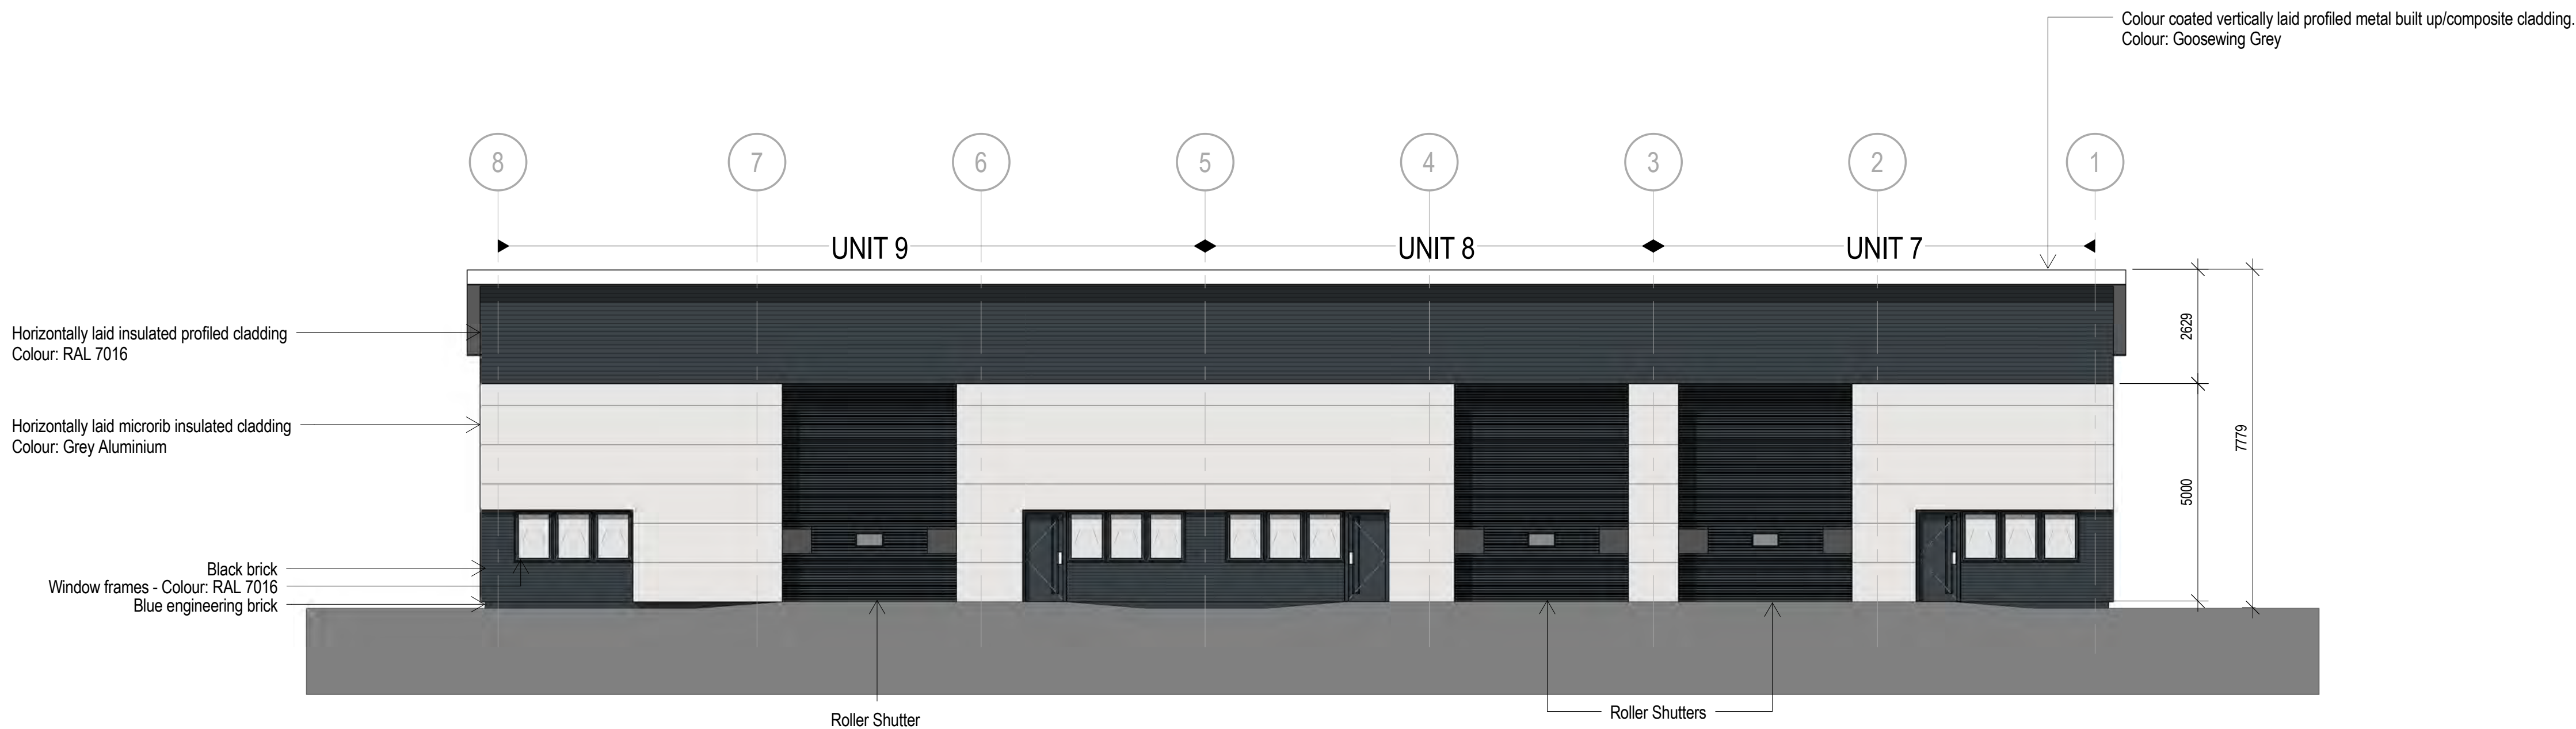 Colour coated vertically laid profiled metal built up/composite cladding.
Colour: Goosewing Grey
8
7
6
5
4
3
2
1
UNIT 9
UNIT 8
UNIT 7
Horizontally laid insulated profiled cladding
Colour: RAL 7016
2629
Horizontally laid microrib insulated cladding
Colour: Grey Aluminium
7779
5000
Black brick
Window frames - Colour: RAL 7016
Blue engineering brick
Roller Shutter
Roller Shutters